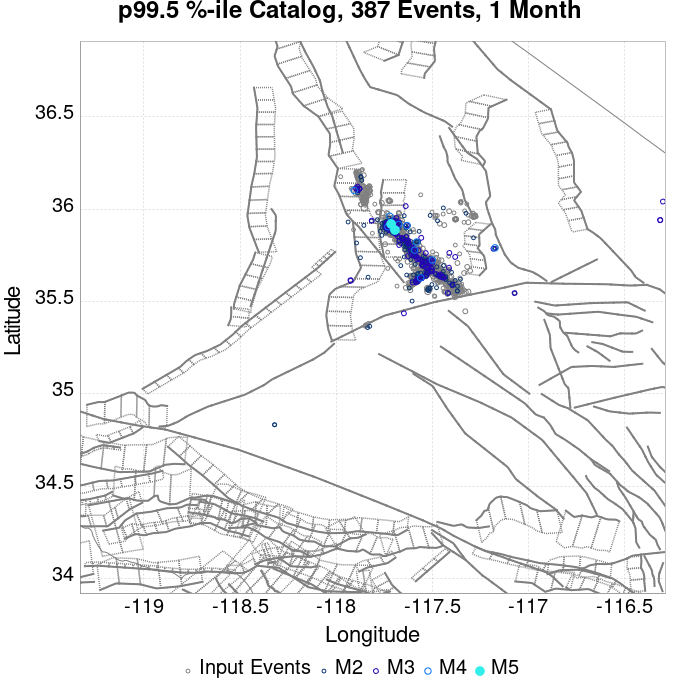 p99.5 %-ile Catalog, 387 Events, 1 Month
36.5
36
35.5
35
34.5
34
Latitude
-119 -118.5 -118 -117.5 -117 -116.5
Longitude
Input Events M2 M3 M4 M5